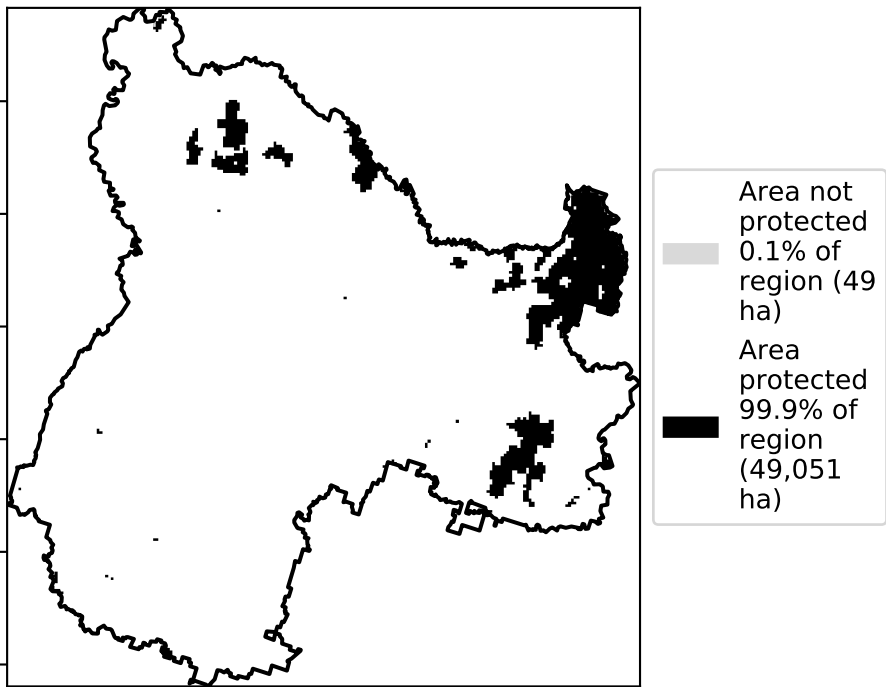 Area not
protected
0.1% of
region (49
ha)
Area
protected
99.9% of
region
(49,051
ha)